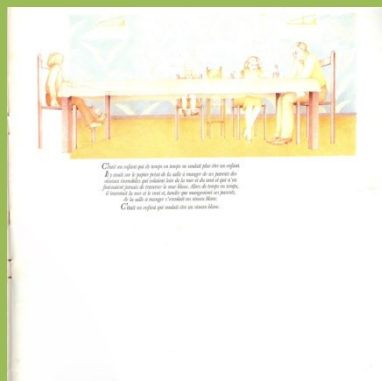 C'était un enfant qui de temps en temps ne voulait plus être un enfant.
Il y avait sur le papier peint de la salle à manger de ses parents des
oiseaux immobiles qui volaient loin de la mer et du vent et qui n'en
finissaient jamais de traverser le mur blanc. Alors de temps en temps,
il inventait la mer et le vent et, tandis que mangeaient ses parents,
de la salle à manger s'envolait un oiseau blanc.
C'était un enfant qui voulait être un oiseau blanc.